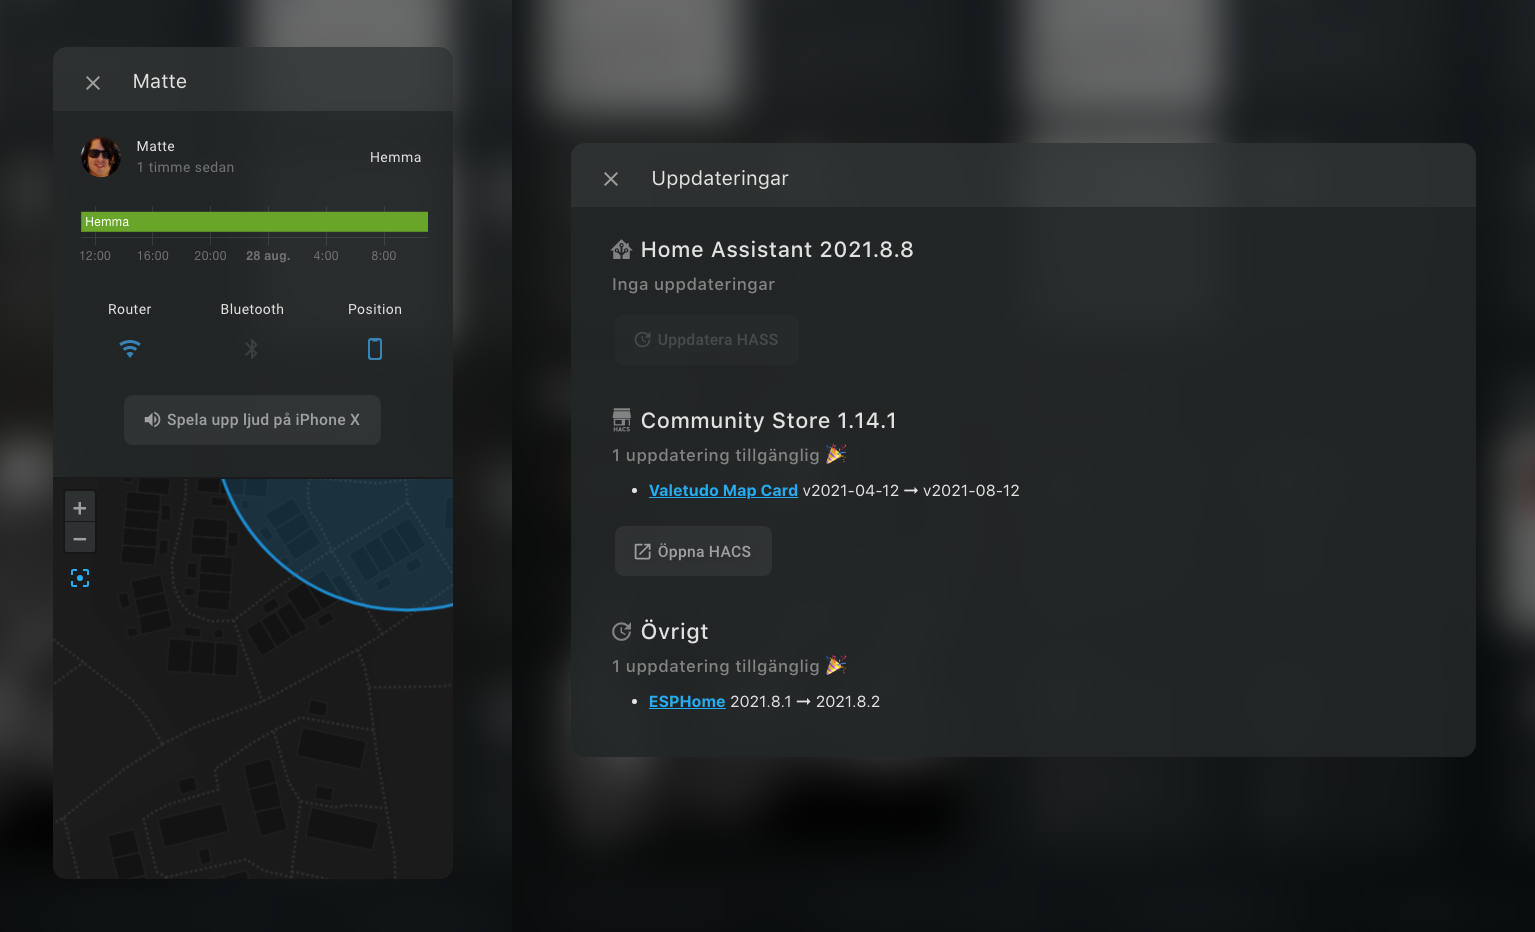 Matte
Matte
1 timme sedan
Hemma
Hemma
12:00 16:00 20:00 28 aug. 4:00 8:00
Router Bluetooth Position
Spela upp ljud på iPhone X
+
−
Uppdateringar
Home Assistant 2021.8.8
Inga uppdateringar
Uppdatera HASS
HACS
Community Store 1.14.1
1 uppdatering tillgänglig 🎉
• Valetudo Map Card v2021-04-12 → v2021-08-12
Öppna HACS
Övrigt
1 uppdatering tillgänglig 🎉
• ESPHome 2021.8.1 → 2021.8.2